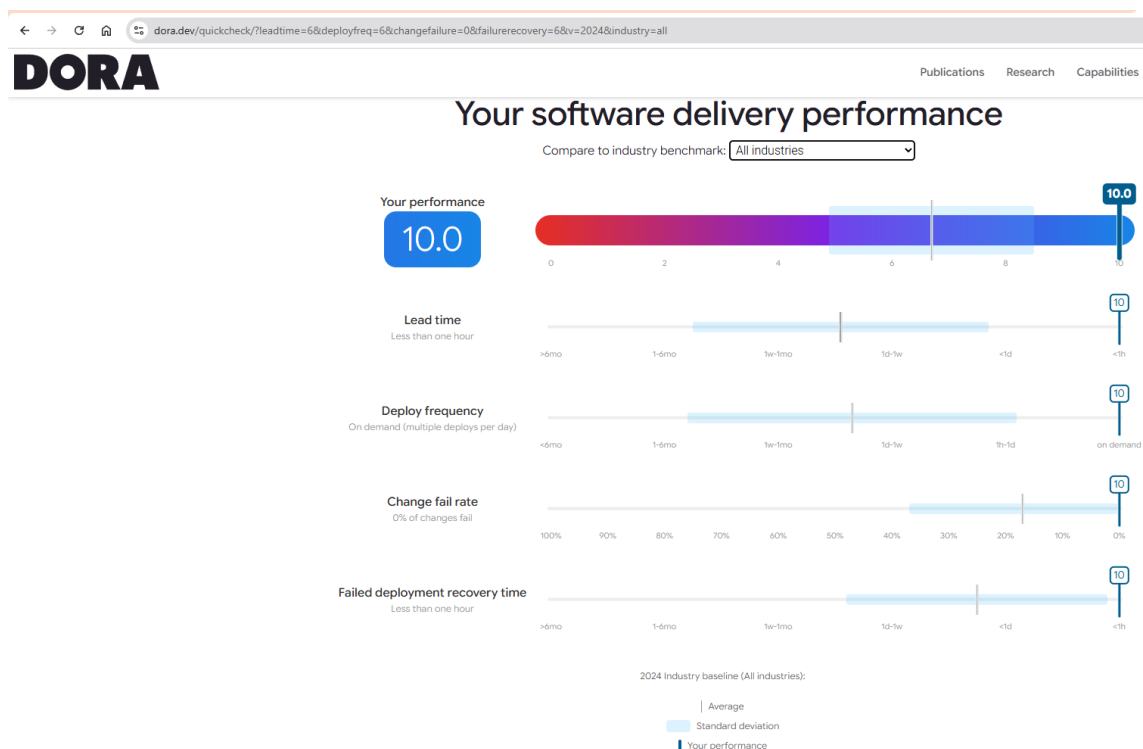 dora.dev/quickcheck/?leadtime=6&deployfreq=6&changefailure=0&failurerecovery=6&v=2024&industry=all
DORA
Publications Research Capabilities
Your software delivery performance
Compare to industry benchmark: All industries
Your performance
10.0
10.0
0 2 4 6 8 10
Lead time
Less than one hour
10
>6mo 1-6mo 1w-1mo 1d-1w <1d <1h
Deploy frequency
On demand (multiple deploys per day)
10
<6mo 1-6mo 1w-1mo 1d-1w 1h-1d on demand
Change fail rate
0% of changes fail
10
100% 90% 80% 70% 60% 50% 40% 30% 20% 10% 0%
Failed deployment recovery time
Less than one hour
10
>6mo 1-6mo 1w-1mo 1d-1w <1d <1h
2024 Industry baseline (All industries):
Average
Standard deviation
Your performance